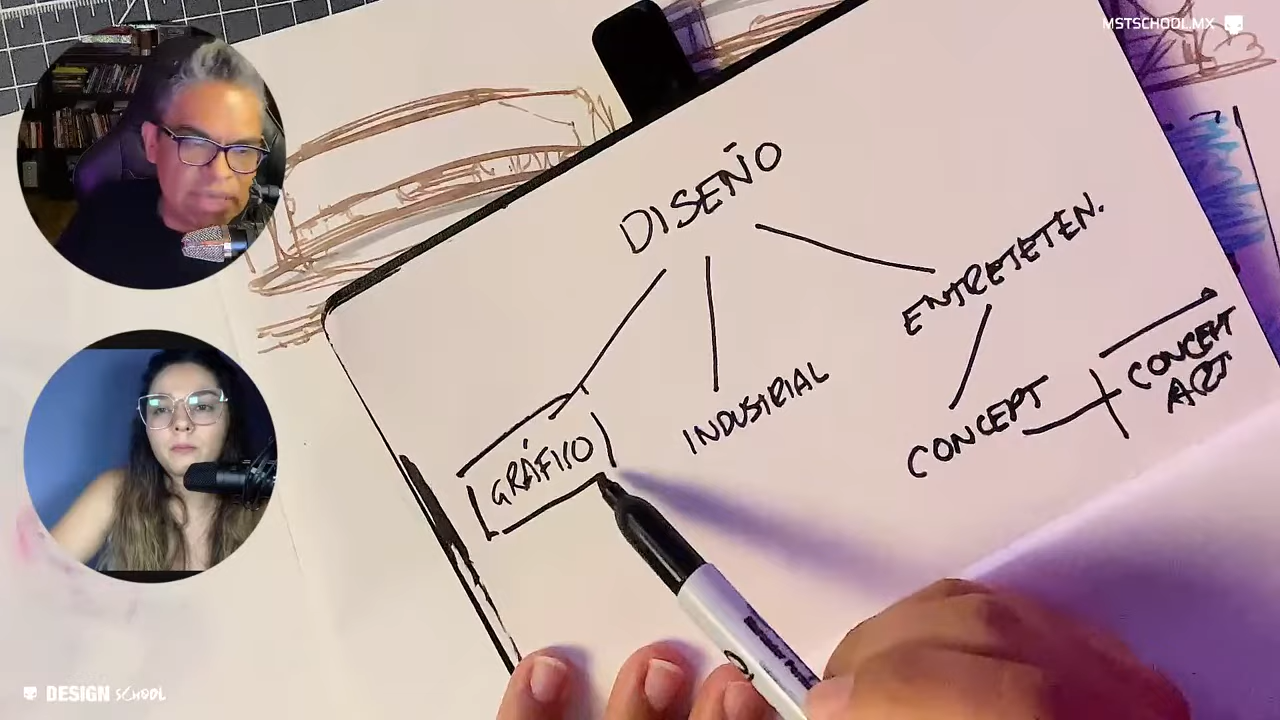 MSTSCHOOL.MX
DISEÑO
ENTRETETEN.
GRÁFICO
INDUSTRIAL
CONCEPT
CONCEPT
ART
DESIGN SCHOOL